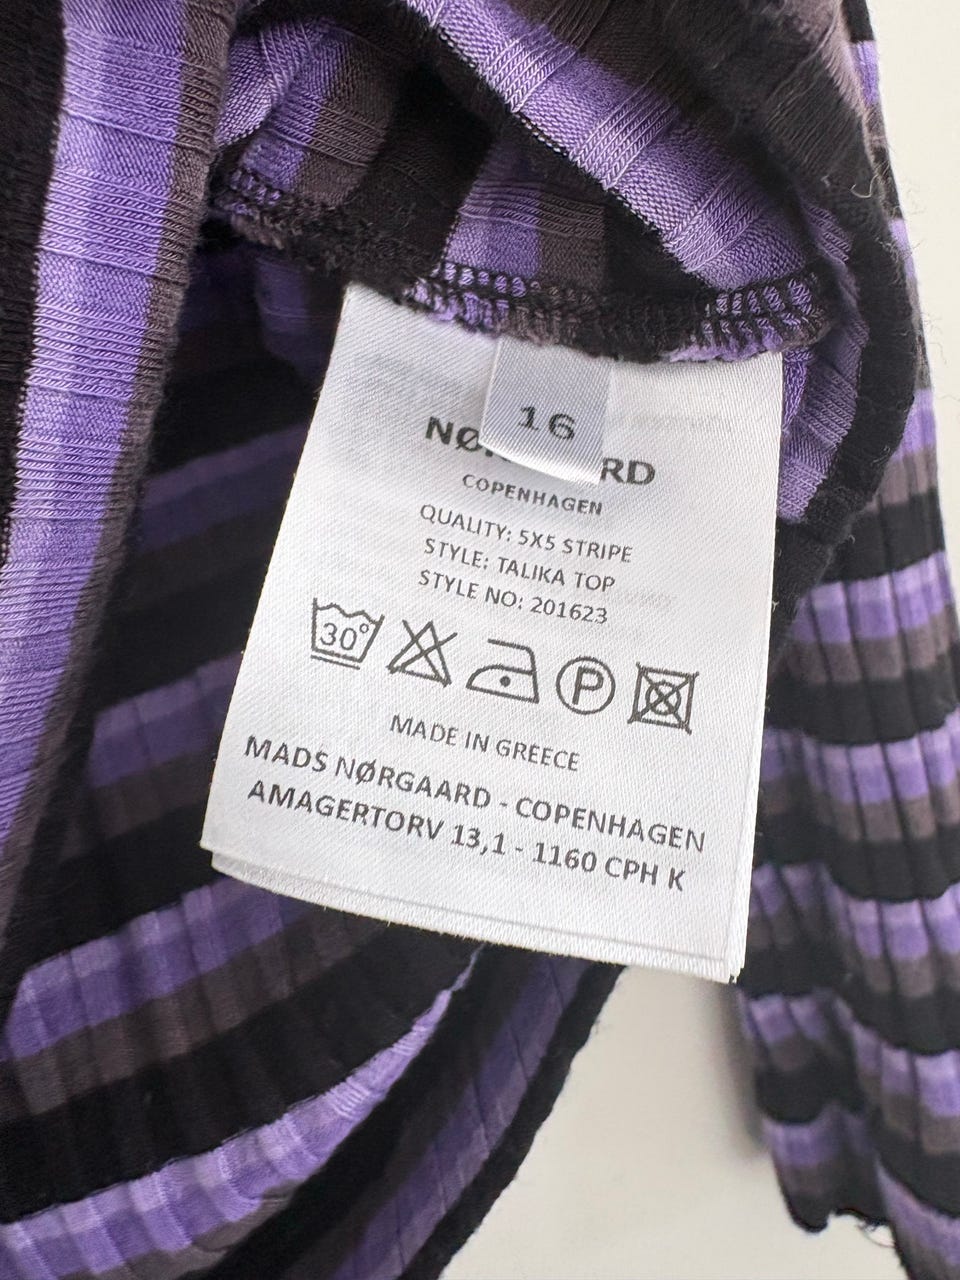 16
COPENHAGEN
QUALITY: 5X5 STRIPE
STYLE: TALIKA TOP
STYLE NO: 201623
30°
P
MADE IN GREECE
MADS NØRGAARD - COPENHAGEN
AMAGERTORV 13,1 - 1160 CPH K